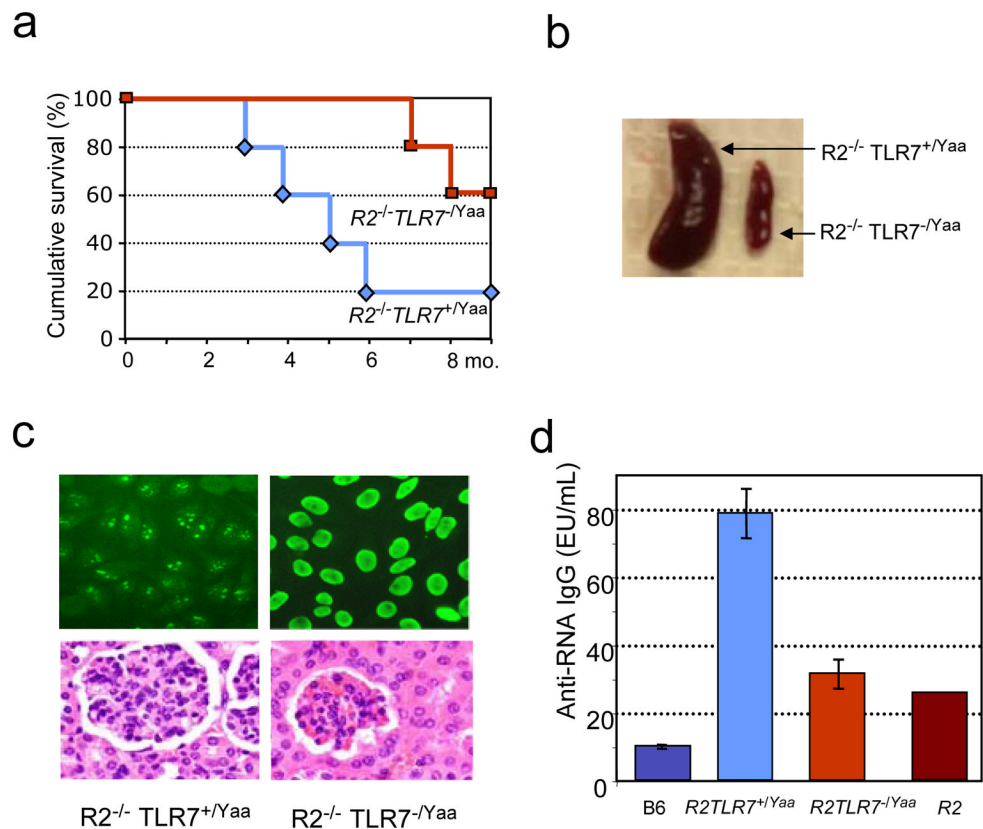 a
Cumulative survival (%)
100
80
60
40
20
0
R2-/-TLR7-/Yaa
R2-/-TLR7+/Yaa
0 2 4 6 8 mo.
b
R2-/- TLR7+/Yaa
R2-/- TLR7-/Yaa
c
R2-/- TLR7+/Yaa
R2-/- TLR7-/Yaa
d
Anti-RNA IgG (EU/mL)
80
60
40
20
0
B6 R2TLR7+/Yaa R2TLR7-/Yaa R2